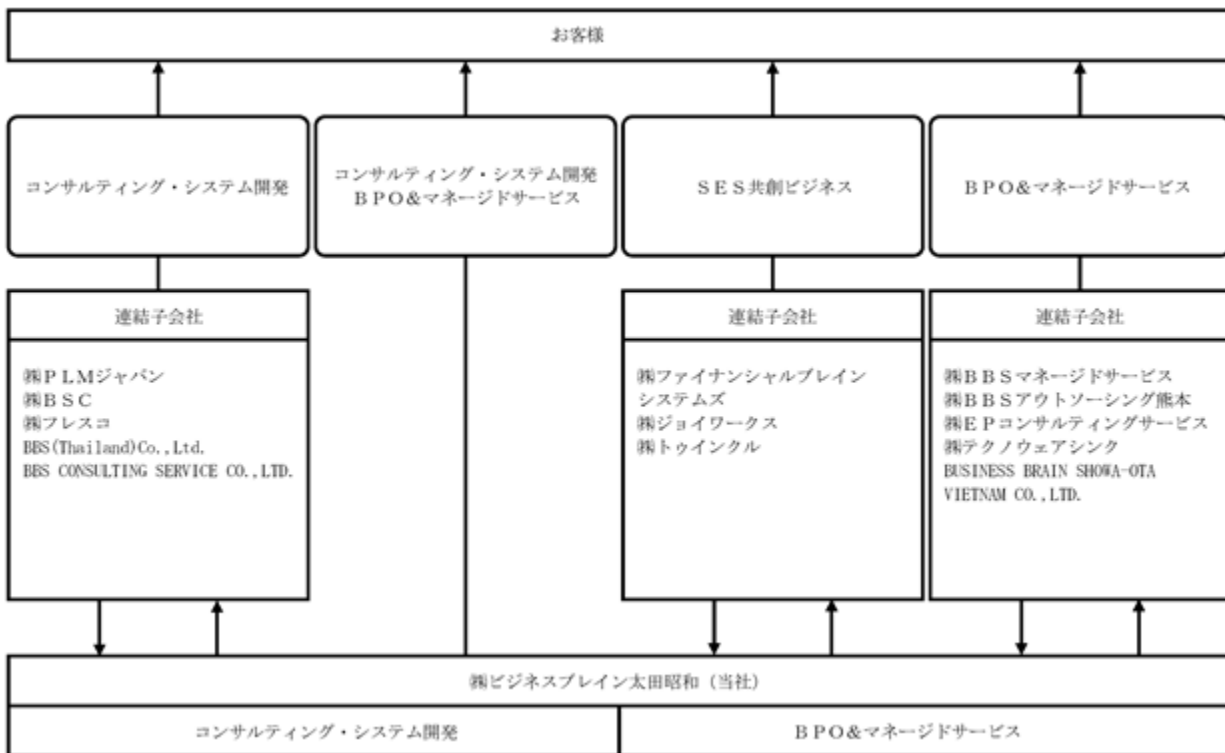 お客様
コンサルティング・システム開発
コンサルティング・システム開発
ＢＰＯ&マネージドサービス
ＳＥＳ共創ビジネス
ＢＰＯ&マネージドサービス
連結子会社
㈱ＰＬＭジャパン
㈱ＢＳＣ
㈱フレスコ
BBS(Thailand)Co.,Ltd.
BBS CONSULTING SERVICE CO.,LTD.
連結子会社
㈱ファイナンシャルブレイン
システムズ
㈱ジョイワークス
㈱トゥインクル
連結子会社
㈱ＢＢＳマネージドサービス
㈱ＢＢＳアウトソーシング熊本
㈱ＥＰコンサルティングサービス
㈱テクノウェアシンク
BUSINESS BRAIN SHOWA-OTA
VIETNAM CO.,LTD.
㈱ビジネスブレイン太田昭和（当社）
コンサルティング・システム開発
ＢＰＯ&マネージドサービス